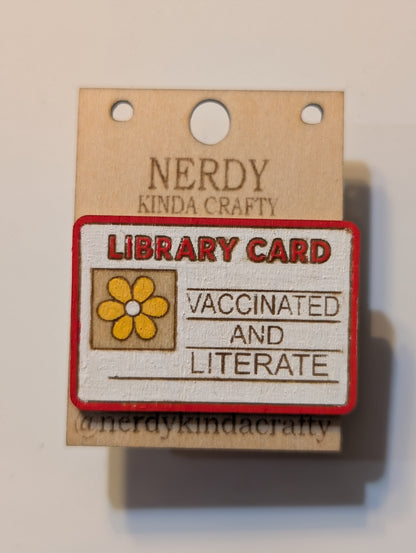 NERDY
KINDA CRAFTY
LIBRARY CARD
VACCINATED
AND
LITERATE
@nerdykindacrafty